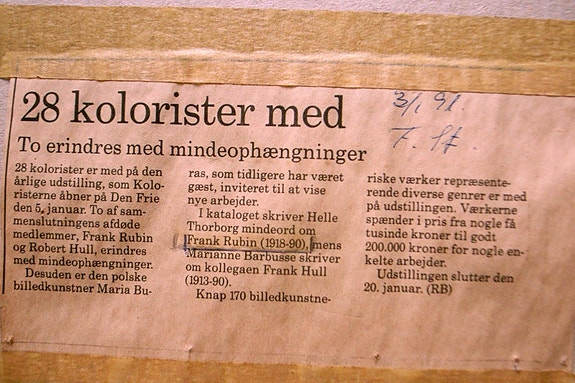 28 kolorister med
3/1 91.
To erindres med mindeophængninger
F. St.
28 kolorister er med på den
årlige udstilling, som Kolo-
risterne åbner på Den Frie
den 5. januar. To af sam-
menslutningens afdøde
medlemmer, Frank Rubin
og Robert Hull, erindres
med mindeophængninger.
Desuden er den polske
billedkunstner Maria Bu-
ras, som tidligere har været
gæst, inviteret til at vise
nye arbejder.
I kataloget skriver Helle
Thorborg mindeord om
Frank Rubin (1918-90), mens
Marianne Barbusse skriver
om kollegaen Frank Hull
(1913-90).
Knap 170 billedkunstne-
riske værker repræsente-
rende diverse genrer er med
på udstillingen. Værkerne
spænder i pris fra nogle få
tusinde kroner til godt
200.000 kroner for nogle en-
kelte arbejder.
Udstillingen slutter den
20. januar. (RB)